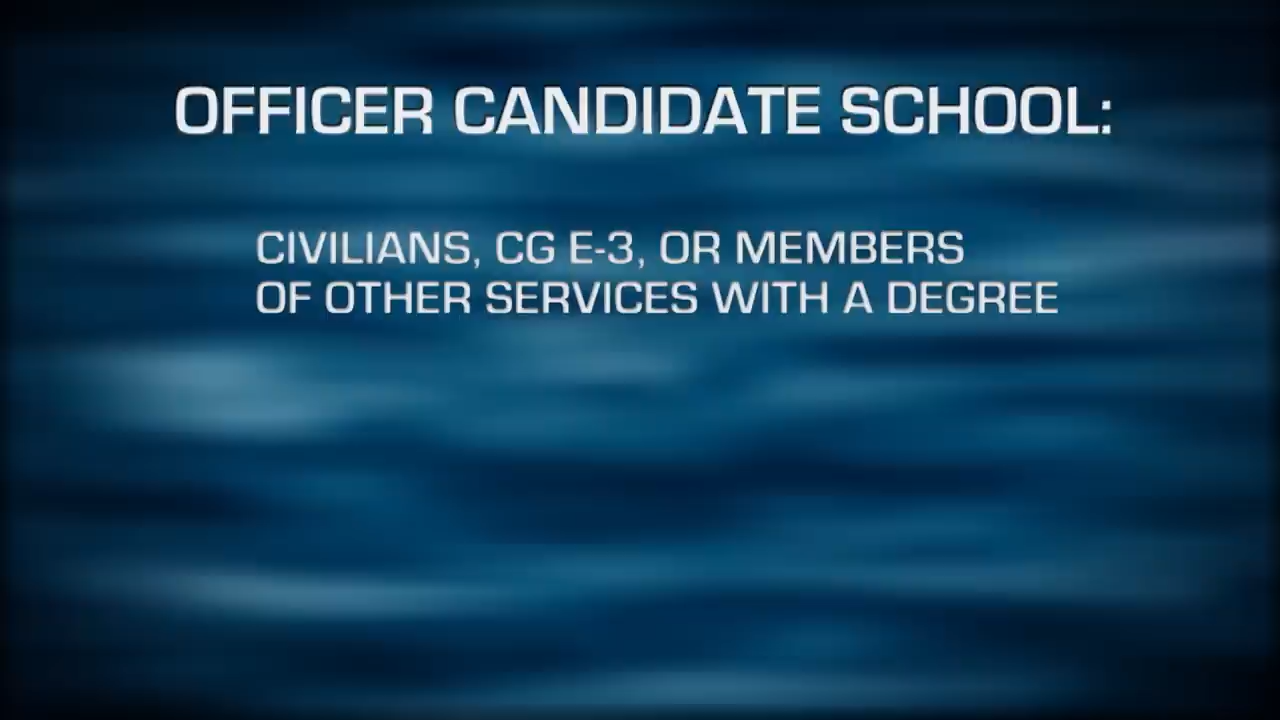 OFFICER CANDIDATE SCHOOL:
CIVILIANS, CG E-3, OR MEMBERS
OF OTHER SERVICES WITH A DEGREE